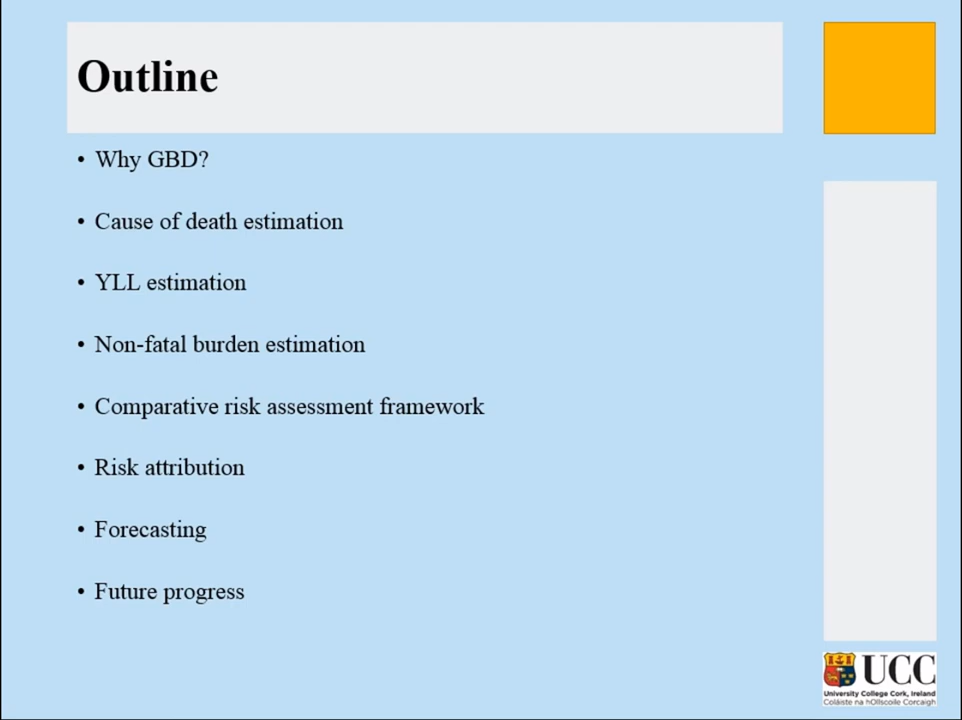 Outline
• Why GBD?
• Cause of death estimation
• YLL estimation
• Non-fatal burden estimation
• Comparative risk assessment framework
• Risk attribution
• Forecasting
• Future progress
UCC
University College Cork, Ireland
Coláiste na hOllscoile Corcaigh